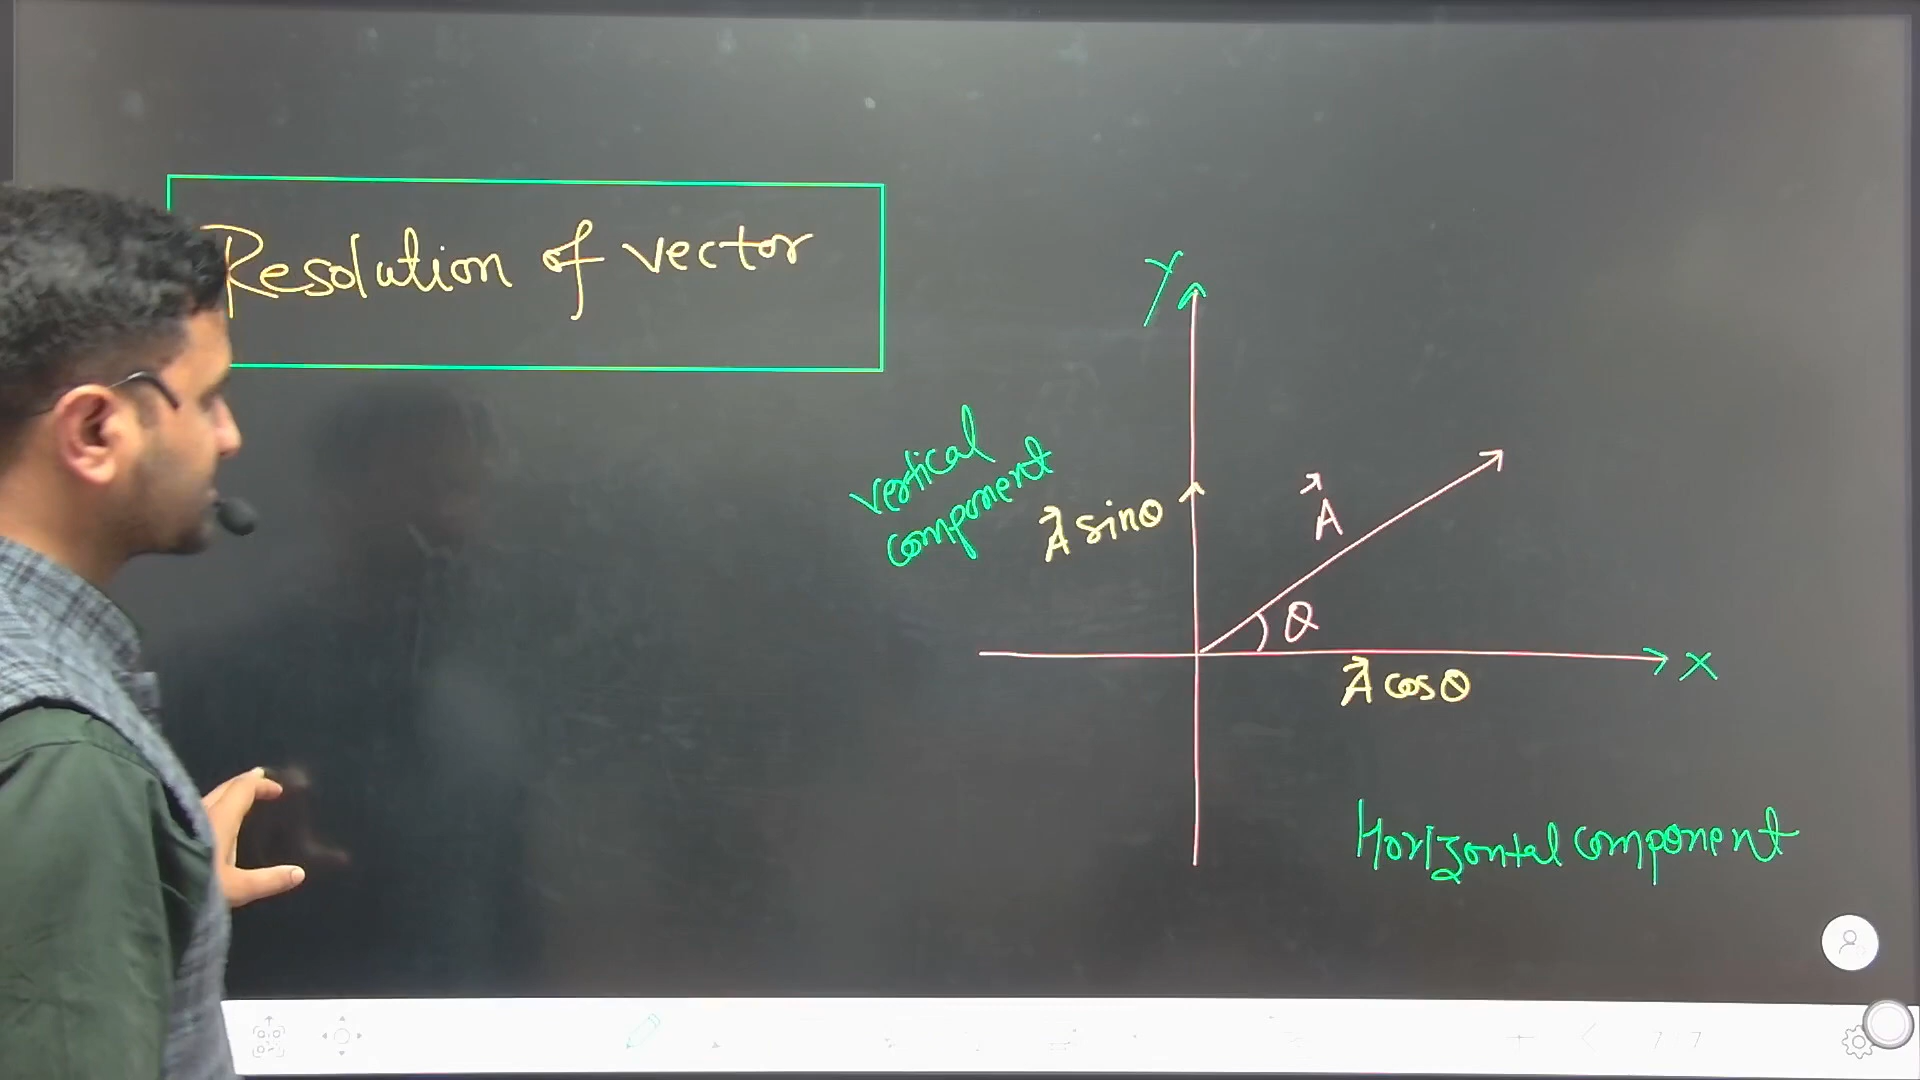 Resolution of vector
Y
vertical
component
A⃗ sinθ
A⃗
θ
X
A⃗ cosθ
Horizontal component